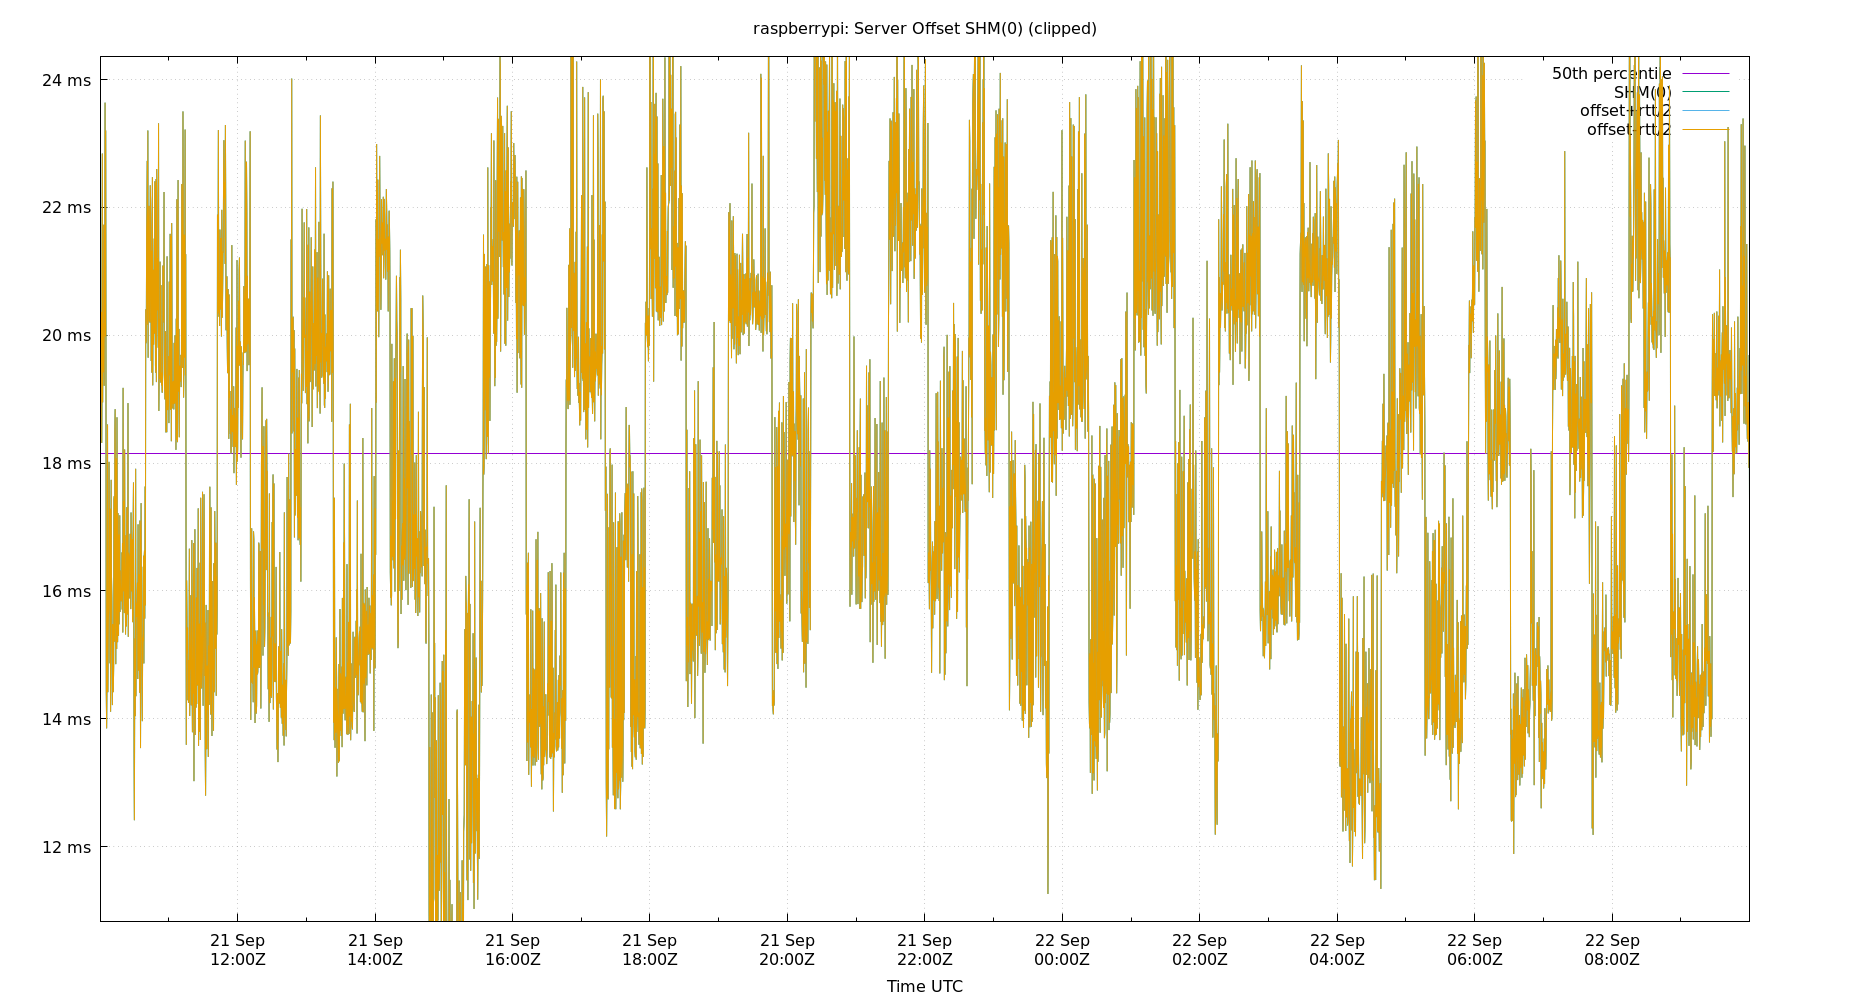 raspberrypi: Server Offset SHM(0) (clipped)
50th percentile
SHM(0)
offset+rtt/2
offset-rtt/2
24 ms
22 ms
20 ms
18 ms
16 ms
14 ms
12 ms
21 Sep 21 Sep 21 Sep 21 Sep 21 Sep 21 Sep 22 Sep 22 Sep 22 Sep 22 Sep 22 Sep
12:00Z 14:00Z 16:00Z 18:00Z 20:00Z 22:00Z 00:00Z 02:00Z 04:00Z 06:00Z 08:00Z
Time UTC